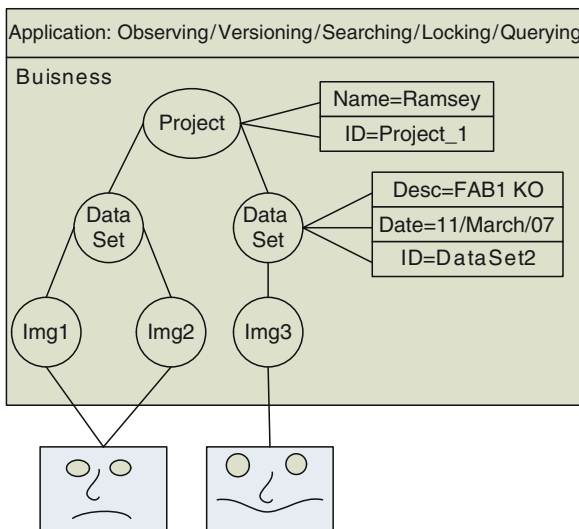 Application: Observing/Versioning/Searching/Locking/Querying
Buisness
Project
Name=Ramsey
ID=Project_1
Data
Set
Data
Set
Desc=FAB1 KO
Date=11/March/07
ID=DataSet2
Img1
Img2
Img3